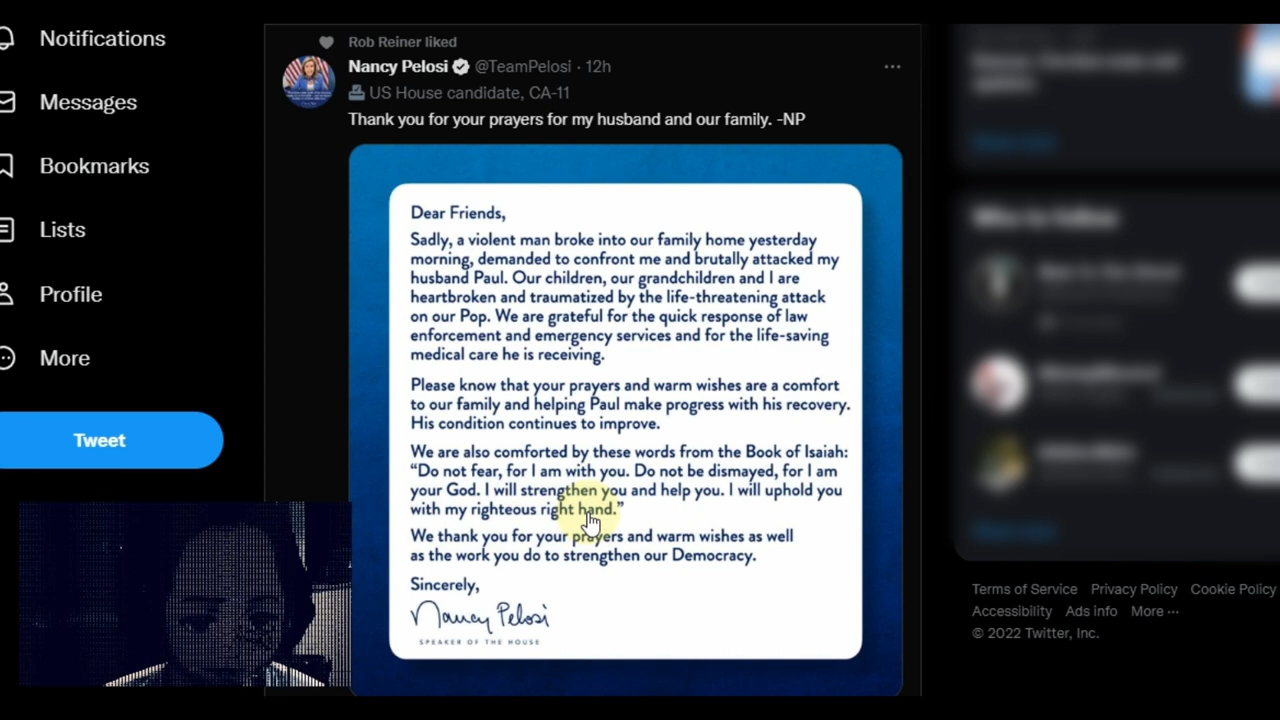 Notifications
Messages
Bookmarks
Lists
Profile
More
Tweet
Rob Reiner liked
Nancy Pelosi @TeamPelosi · 12h
US House candidate, CA-11
Thank you for your prayers for my husband and our family. -NP
Dear Friends,
Sadly, a violent man broke into our family home yesterday
morning, demanded to confront me and brutally attacked my
husband Paul. Our children, our grandchildren and I are
heartbroken and traumatized by the life-threatening attack
on our Pop. We are grateful for the quick response of law
enforcement and emergency services and for the life-saving
medical care he is receiving.
Please know that your prayers and warm wishes are a comfort
to our family and helping Paul make progress with his recovery.
His condition continues to improve.
We are also comforted by these words from the Book of Isaiah:
“Do not fear, for I am with you. Do not be dismayed, for I am
your God. I will strengthen you and help you. I will uphold you
with my righteous right hand.”
We thank you for your prayers and warm wishes as well
as the work you do to strengthen our Democracy.
Sincerely,
Nancy Pelosi
SPEAKER OF THE HOUSE
Who to follow
Terms of Service Privacy Policy Cookie Policy
Accessibility Ads info More ···
© 2022 Twitter, Inc.